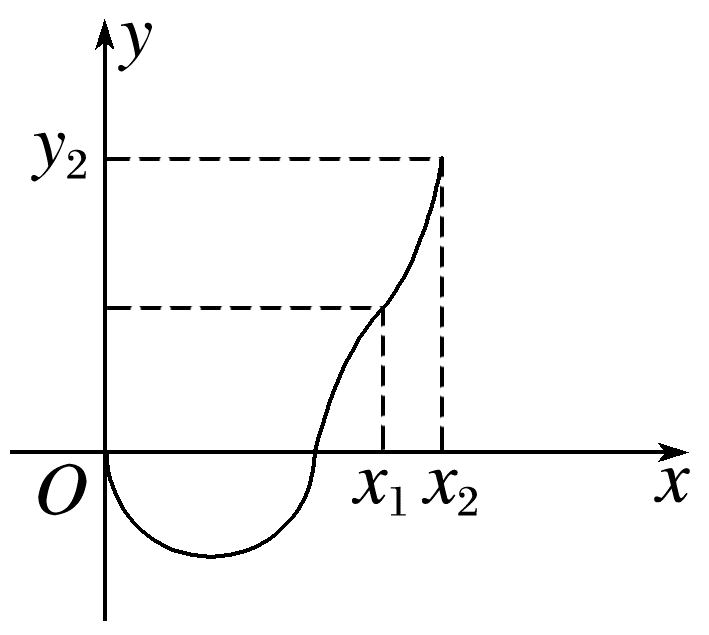 y
y₂
O
x₁ x₂ x